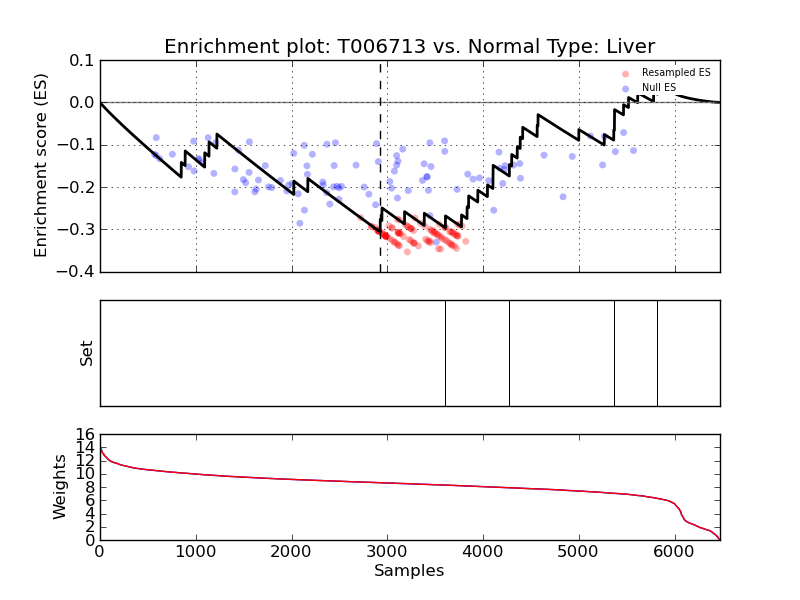 Enrichment plot: T006713 vs. Normal Type: Liver
Enrichment score (ES)
0.1
0.0
−0.1
−0.2
−0.3
−0.4
Resampled ES
Null ES
Set
Weights
16
14
12
10
8
6
4
2
0
0 1000 2000 3000 4000 5000 6000
Samples